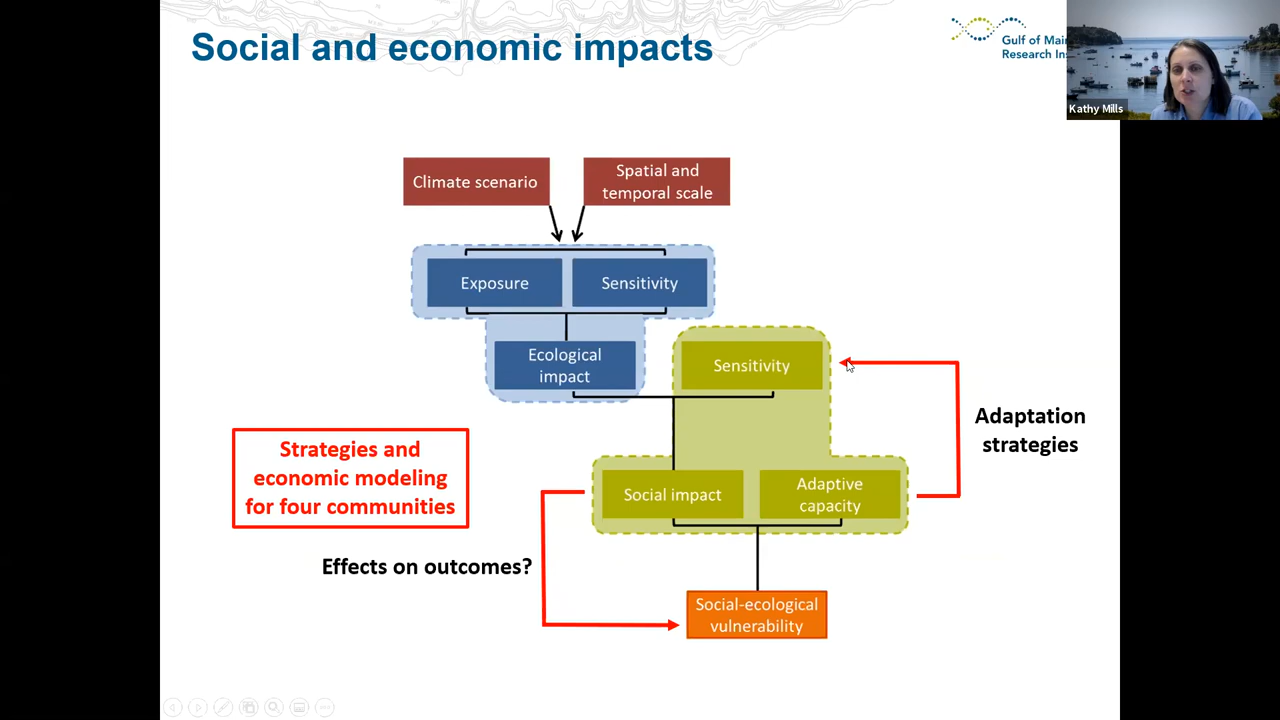 Social and economic impacts
Gulf of
Research
Kathy Mills
Climate scenario
Spatial and
temporal scale
Exposure
Sensitivity
Ecological
impact
Sensitivity
Adaptation
strategies
Strategies and
economic modeling
for four communities
Social impact
Adaptive
capacity
Effects on outcomes?
Social-ecological
vulnerability